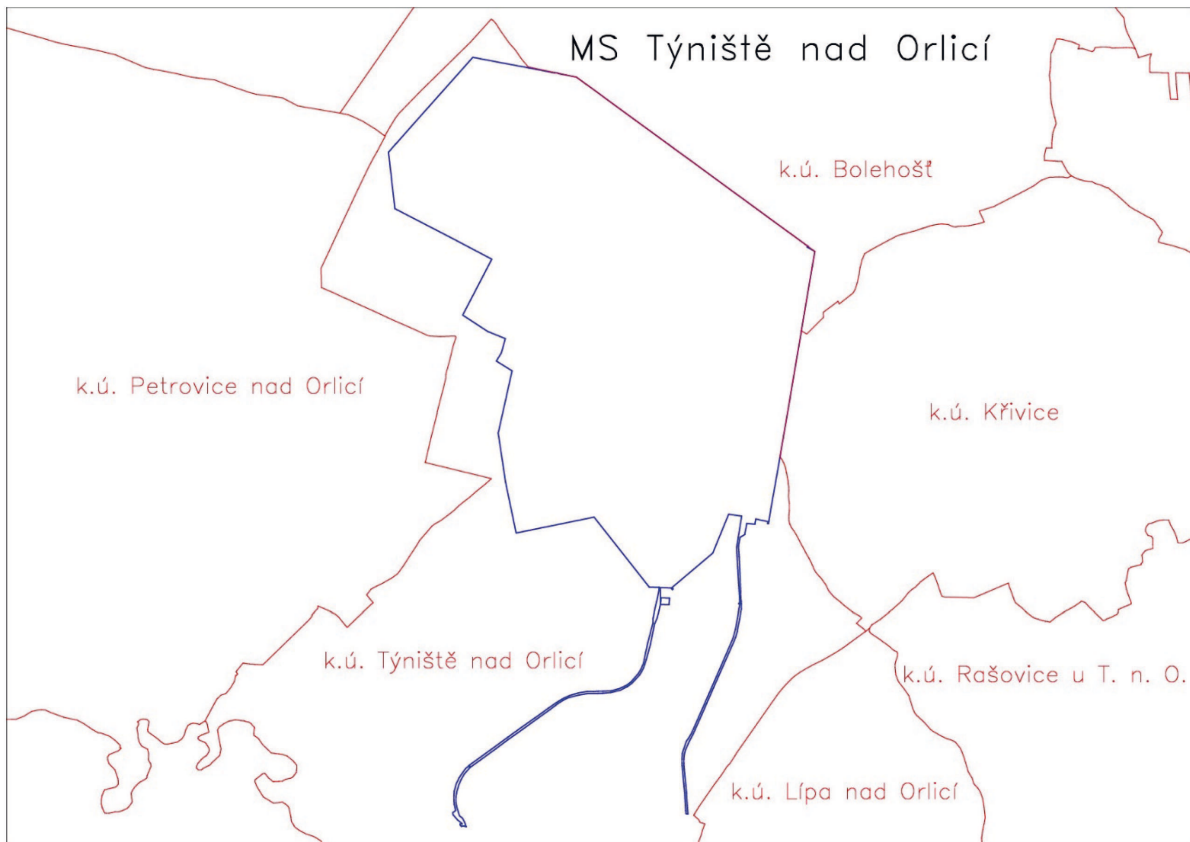 MS Týniště nad Orlicí
k.ú. Bolehošť
k.ú. Petrovice nad Orlicí
k.ú. Křivice
k.ú. Týniště nad Orlicí
k.ú. Rašovice u T. n. O.
k.ú. Lípa nad Orlicí